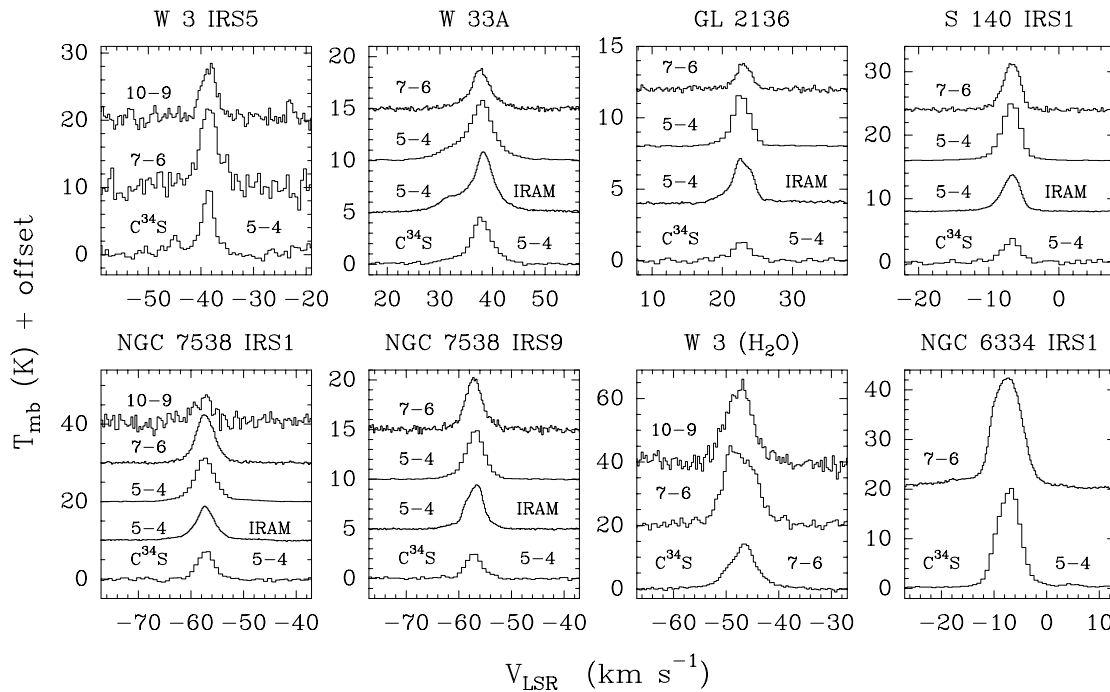 W 3 IRS5
W 33A
GL 2136
S 140 IRS1
30
20
10
0
10−9
7−6
C³⁴S
5−4
−50 −40 −30 −20
20
15
10
5
0
7−6
5−4
5−4
IRAM
C³⁴S
5−4
20
30
40
50
15
10
5
0
7−6
5−4
5−4
IRAM
C³⁴S
5−4
10
20
30
30
20
10
0
7−6
5−4
5−4
IRAM
C³⁴S
5−4
−20
−10
0
T_mb (K) + offset
NGC 7538 IRS1
NGC 7538 IRS9
W 3 (H₂O)
NGC 6334 IRS1
40
20
0
10−9
7−6
5−4
5−4
IRAM
C³⁴S
5−4
−70 −60 −50 −40
20
15
10
5
0
7−6
5−4
5−4
IRAM
C³⁴S
5−4
−70 −60 −50 −40
60
40
20
0
10−9
7−6
C³⁴S
7−6
−60 −50 −40 −30
40
30
20
10
0
7−6
C³⁴S
5−4
−20
−10
0
10
V_LSR (km s⁻¹)